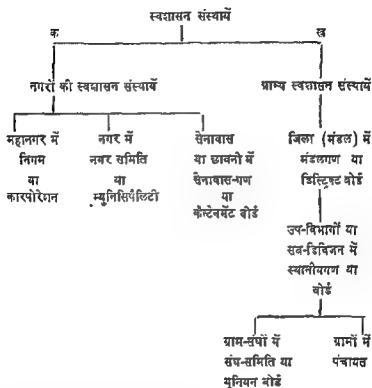 स्वशासन संस्थायें
क
ख
नगरों की स्वशासन संस्थायें
ग्राम्य स्वशासन संस्थायें
महानगर में
निगम
या
कारपोरेशन
नगर में
नगर समिति
या
म्युनिसिपैलिटी
सेनावास
या छावनी में
सेनावास-गण
या
कॅन्टेनमेंट बोर्ड
जिला (मंडल) में
मंडलगण या
डिस्ट्रिक्ट बोर्ड
उप-विभागों या
सब-डिविजन में
स्थानीयगण या
बोर्ड
ग्राम-संघों में
संघ-समिति या
यूनियन बोर्ड
ग्रामों में
पंचायत